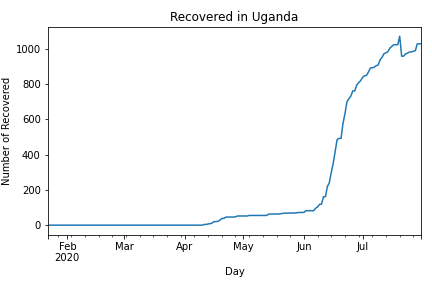 Recovered in Uganda
Number of Recovered
1000
800
600
400
200
0
Feb
2020
Mar
Apr
May
Jun
Jul
Day